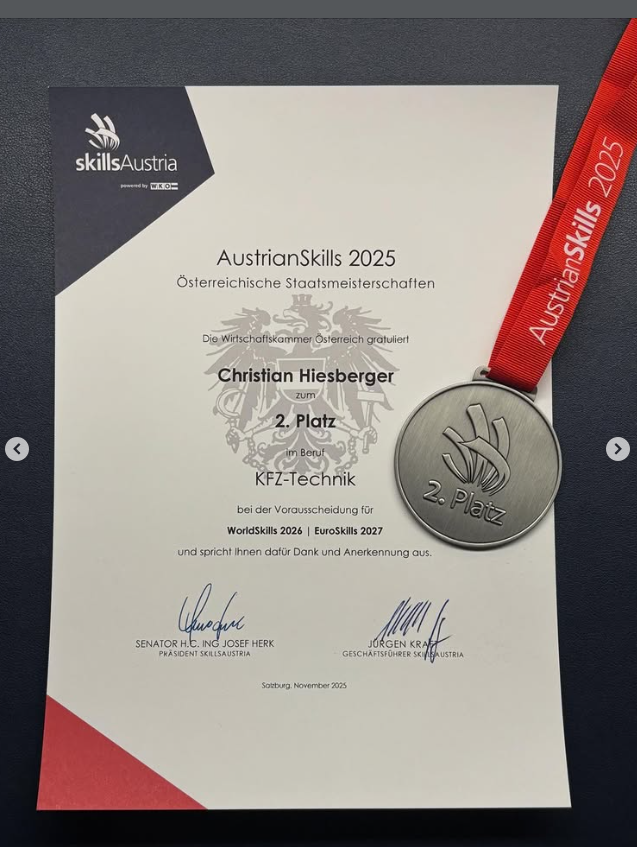 skillsAustria
powered by WKO
AustrianSkills 2025
Österreichische Staatsmeisterschaften
Die Wirtschaftskammer Österreich gratuliert
Christian Hiesberger
zum
2. Platz
im Beruf
KFZ-Technik
bei der Vorausscheidung für
WorldSkills 2026 | EuroSkills 2027
und spricht Ihnen dafür Dank und Anerkennung aus.
SENATOR H.C. ING JOSEF HERK
PRÄSIDENT SKILLSAUSTRIA
JÜRGEN KRAFT
GESCHÄFTSFÜHRER SKILLSAUSTRIA
Salzburg, November 2025
AustrianSkills 2025
2. Platz